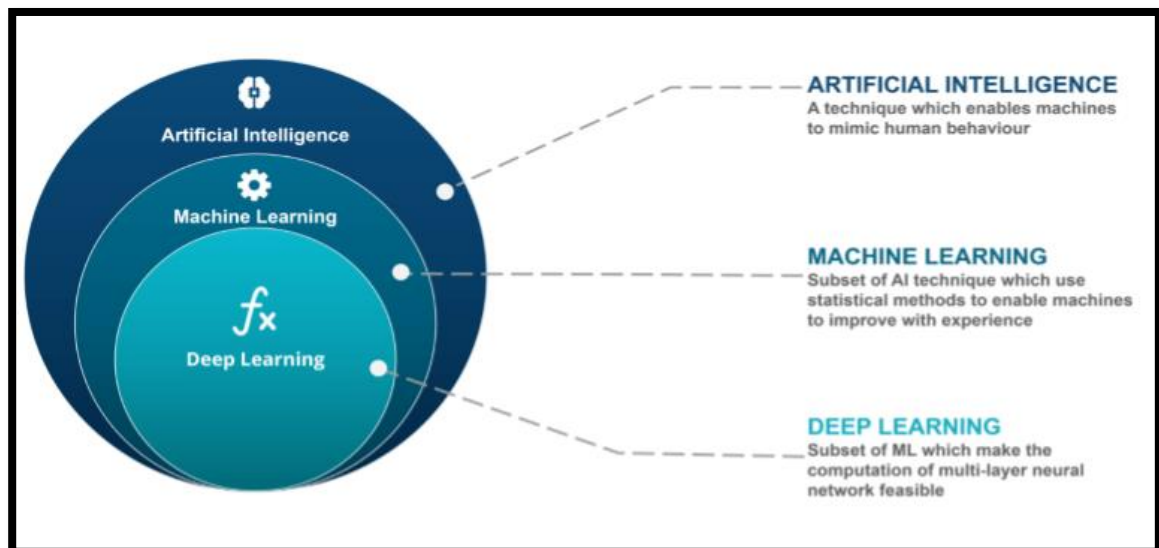 Artificial Intelligence
Machine Learning
fx
Deep Learning
ARTIFICIAL INTELLIGENCE
A technique which enables machines
to mimic human behaviour
MACHINE LEARNING
Subset of AI technique which use
statistical methods to enable machines
to improve with experience
DEEP LEARNING
Subset of ML which make the
computation of multi-layer neural
network feasible